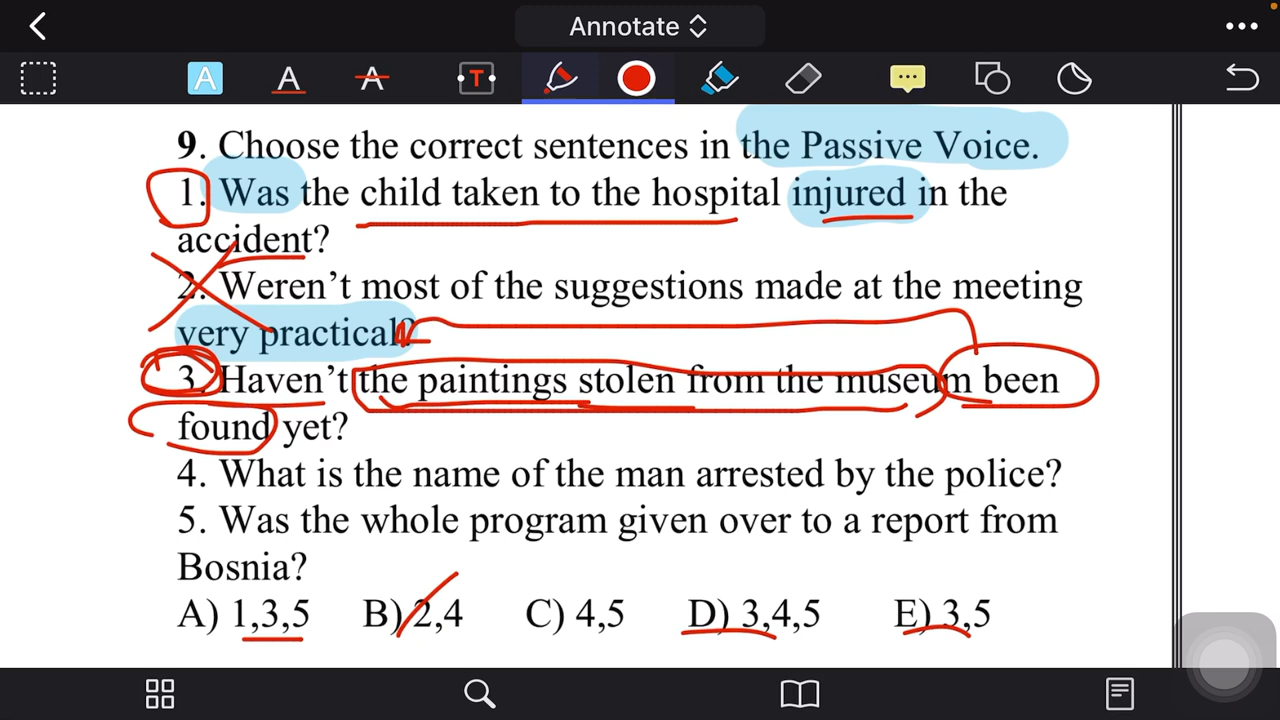 Annotate
A A A T
9. Choose the correct sentences in the Passive Voice.
1. Was the child taken to the hospital injured in the
accident?
2. Weren’t most of the suggestions made at the meeting
very practical?
3. Haven’t the paintings stolen from the museum been
found yet?
4. What is the name of the man arrested by the police?
5. Was the whole program given over to a report from
Bosnia?
A) 1,3,5 B) 2,4 C) 4,5 D) 3,4,5 E) 3,5